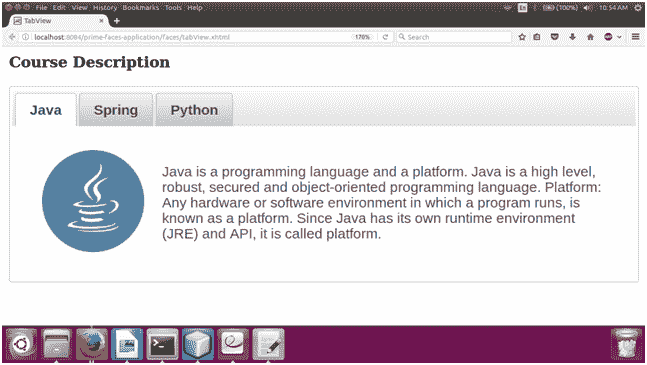 File Edit View History Bookmarks Tools Help
En (100%) 10:54 AM
TabView
localhost:8084/prime-faces-application/faces/tabView.xhtml 170% Search
Course Description
Java Spring Python
Java is a programming language and a platform. Java is a high level,
robust, secured and object-oriented programming language. Platform:
Any hardware or software environment in which a program runs, is
known as a platform. Since Java has its own runtime environment
(JRE) and API, it is called platform.